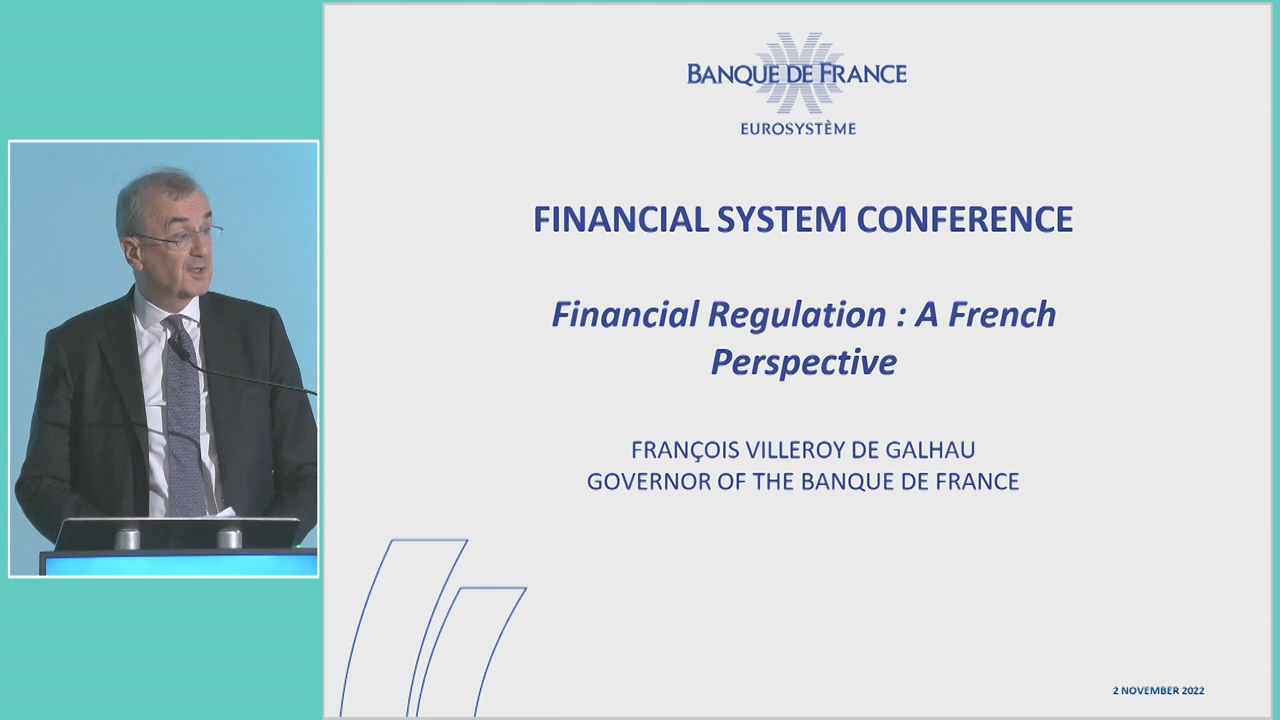 BANQUE DE FRANCE
EUROSYSTÈME
FINANCIAL SYSTEM CONFERENCE
Financial Regulation : A French
Perspective
FRANÇOIS VILLEROY DE GALHAU
GOVERNOR OF THE BANQUE DE FRANCE
2 NOVEMBER 2022